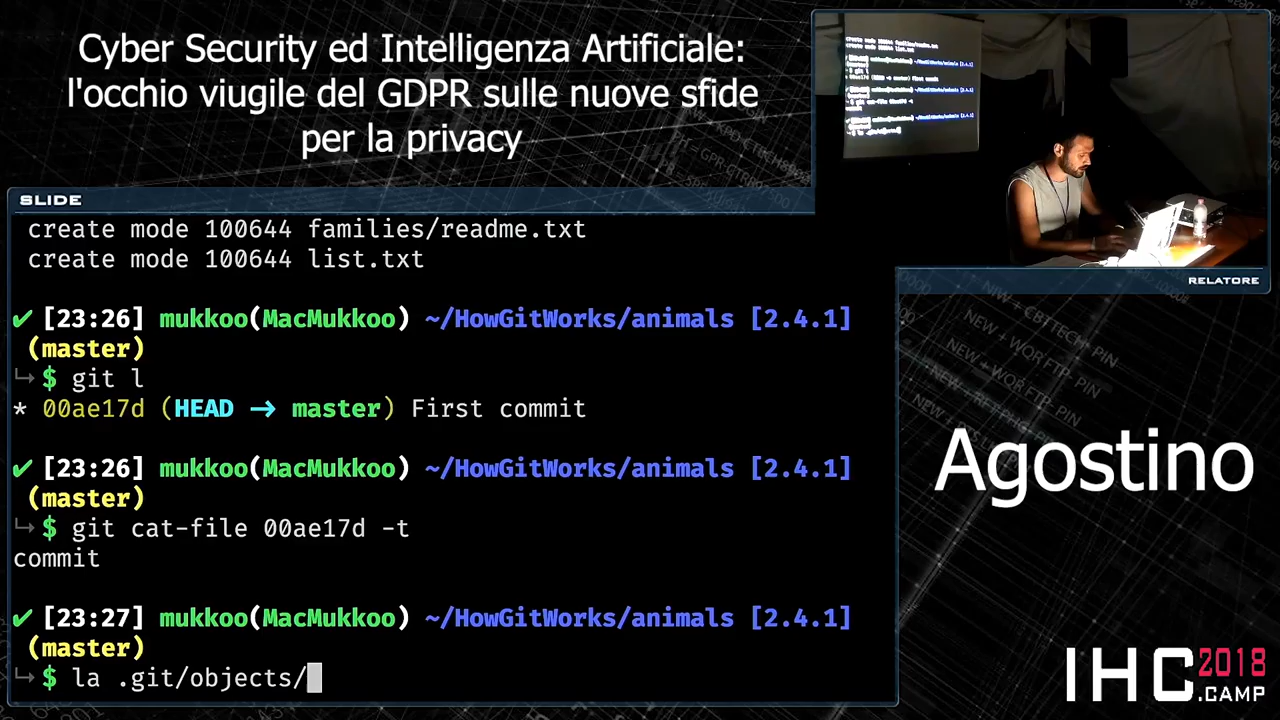 Cyber Security ed Intelligenza Artificiale:
l'occhio viugile del GDPR sulle nuove sfide
per la privacy
SLIDE
create mode 100644 families/readme.txt
create mode 100644 list.txt
✔ [23:26] mukkoo(MacMukkoo) ~/HowGitWorks/animals [2.4.1]
(master)
↪ $ git l
* 00ae17d (HEAD → master) First commit
✔ [23:26] mukkoo(MacMukkoo) ~/HowGitWorks/animals [2.4.1]
(master)
↪ $ git cat-file 00ae17d -t
commit
✔ [23:27] mukkoo(MacMukkoo) ~/HowGitWorks/animals [2.4.1]
(master)
↪ $ la .git/objects/
RELATORE
Agostino
IHC 2018
.CAMP